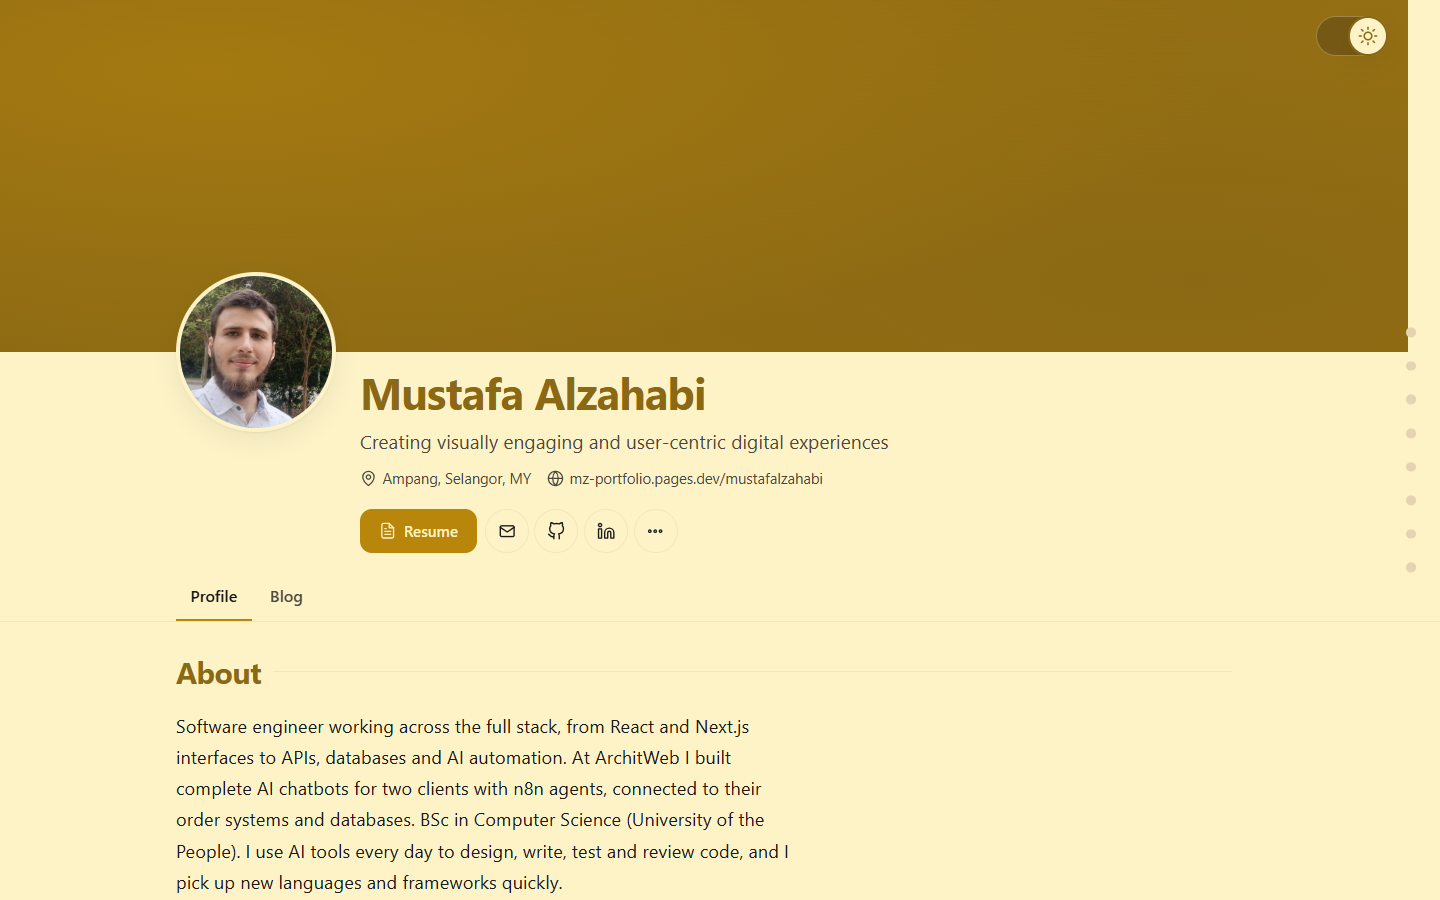 Mustafa Alzahabi
Creating visually engaging and user-centric digital experiences
Ampang, Selangor, MY mz-portfolio.pages.dev/mustafalzahabi
Resume
Profile Blog
About
Software engineer working across the full stack, from React and Next.js
interfaces to APIs, databases and AI automation. At ArchitWeb I built
complete AI chatbots for two clients with n8n agents, connected to their
order systems and databases. BSc in Computer Science (University of the
People). I use AI tools every day to design, write, test and review code, and I
pick up new languages and frameworks quickly.